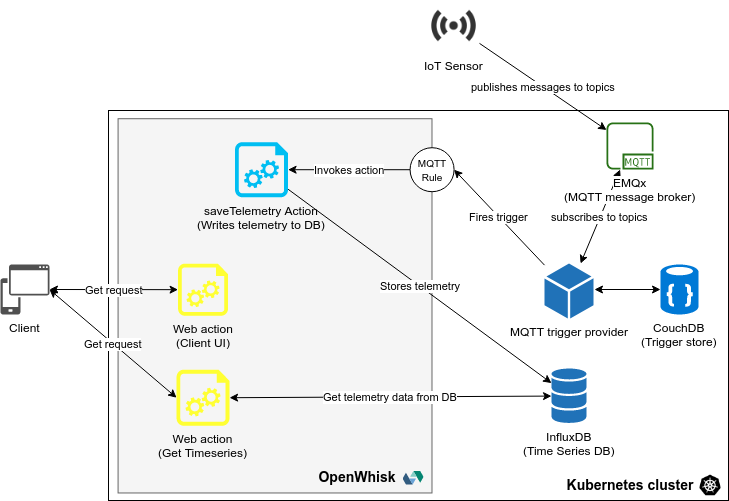 IoT Sensor
publishes messages to topics
MQTT
EMQx
(MQTT message broker)
subscribes to topics
MQTT
Rule
Invokes action
Fires trigger
saveTelemetry Action
(Writes telemetry to DB)
Stores telemetry
MQTT trigger provider
CouchDB
(Trigger store)
Client
Get request
Web action
(Client UI)
Get request
Web action
(Get Timeseries)
Get telemetry data from DB
InfluxDB
(Time Series DB)
OpenWhisk
Kubernetes cluster